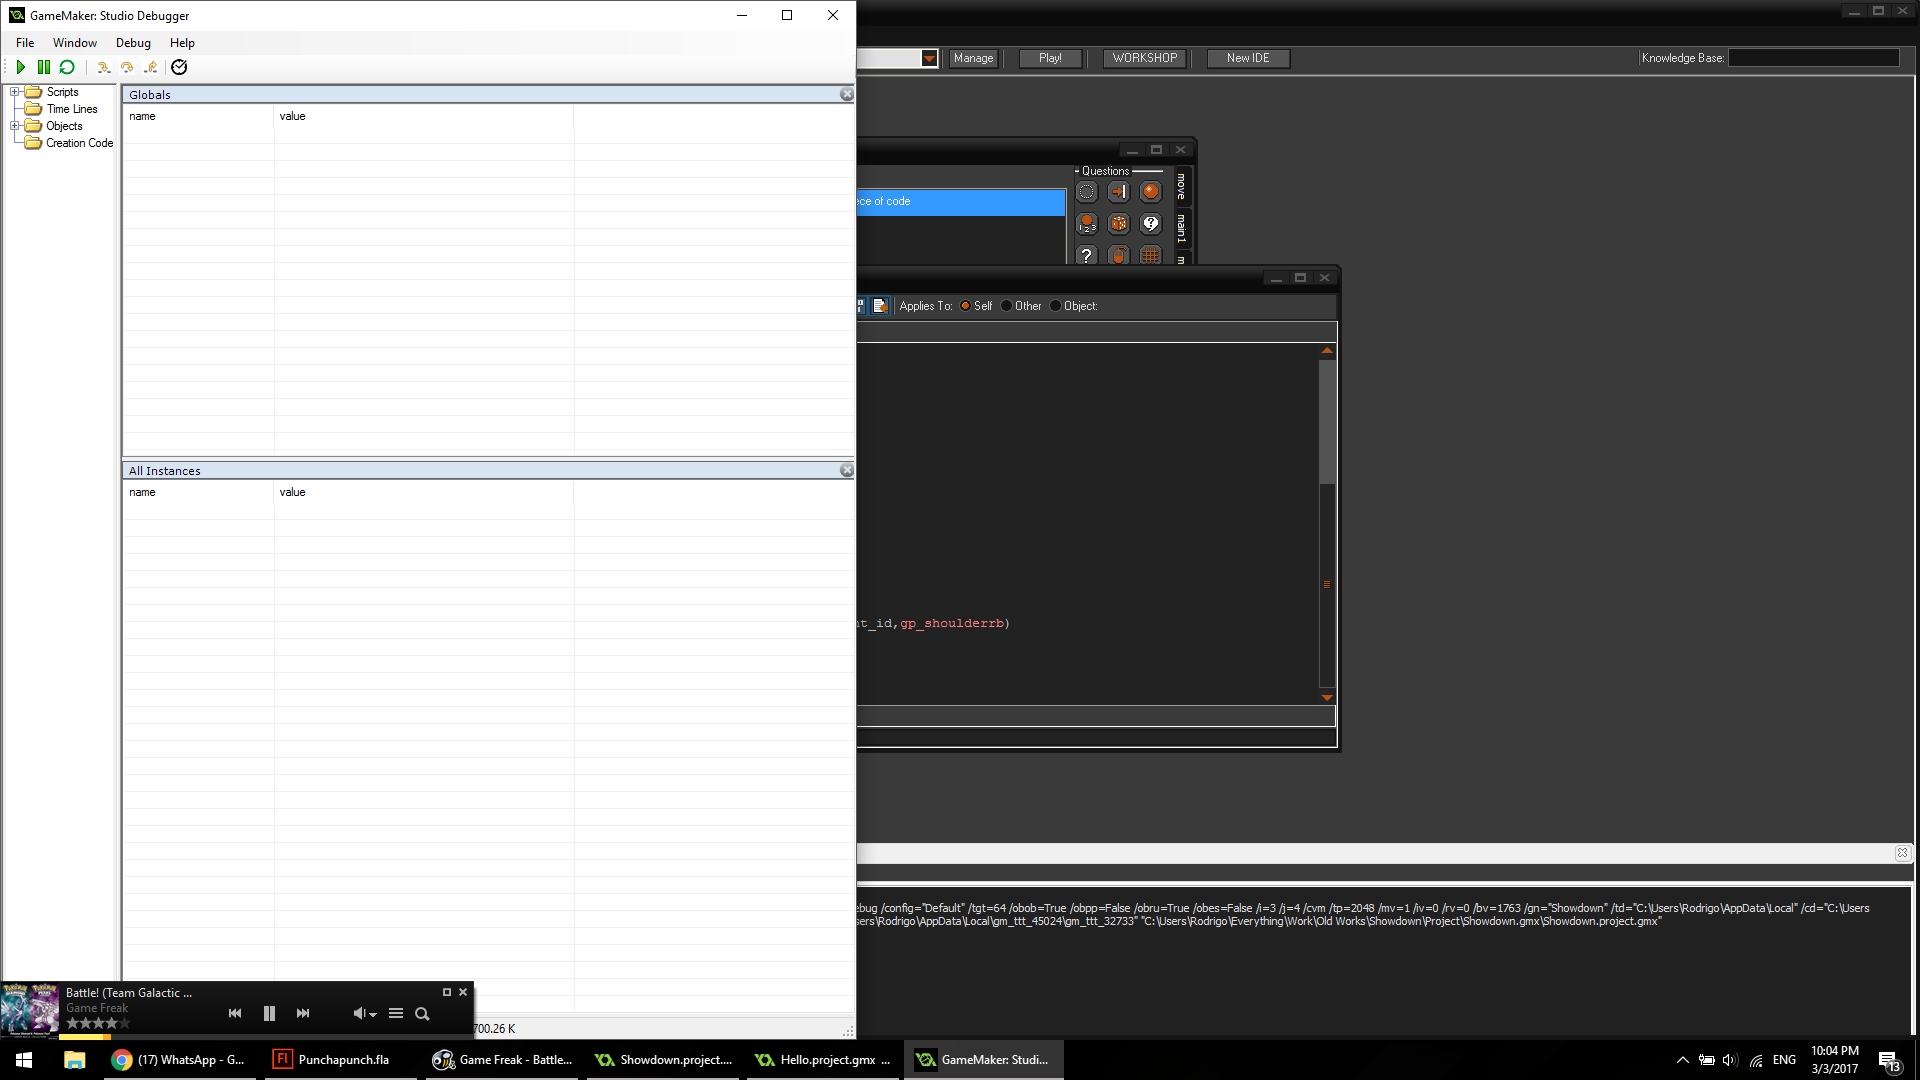 GameMaker: Studio Debugger
File Window Debug Help
Manage
Play!
WORKSHOP
New IDE
Knowledge Base:
Scripts
Time Lines
Objects
Creation Code
Globals
name value
All Instances
name value
Questions
move
main1
ece of code
Applies To: Self Other Object:
nt_id,gp_shoulderrb)
ebug /config="Default" /tgt=64 /obob=True /obpp=False /obru=True /obes=False /i=3 /j=4 /cvm /tp=2048 /mv=1 /iv=0 /rv=0 /bv=1763 /gn="Showdown" /td="C:\Users\Rodrigo\AppData\Local" /cd="C:\Users
sers\Rodrigo\AppData\Local\gm_ttt_45024\gm_ttt_32733" "C:\Users\Rodrigo\Everything\Work\Old Works\Showdown\Project\Showdown.gmx\Showdown.project.gmx"
Battle! (Team Galactic ...
Game Freak
700.26 K
(17) WhatsApp - G...
Punchapunch.fla
Game Freak - Battle...
Showdown.project....
Hello.project.gmx ...
GameMaker: Studi...
ENG
10:04 PM
3/3/2017
13